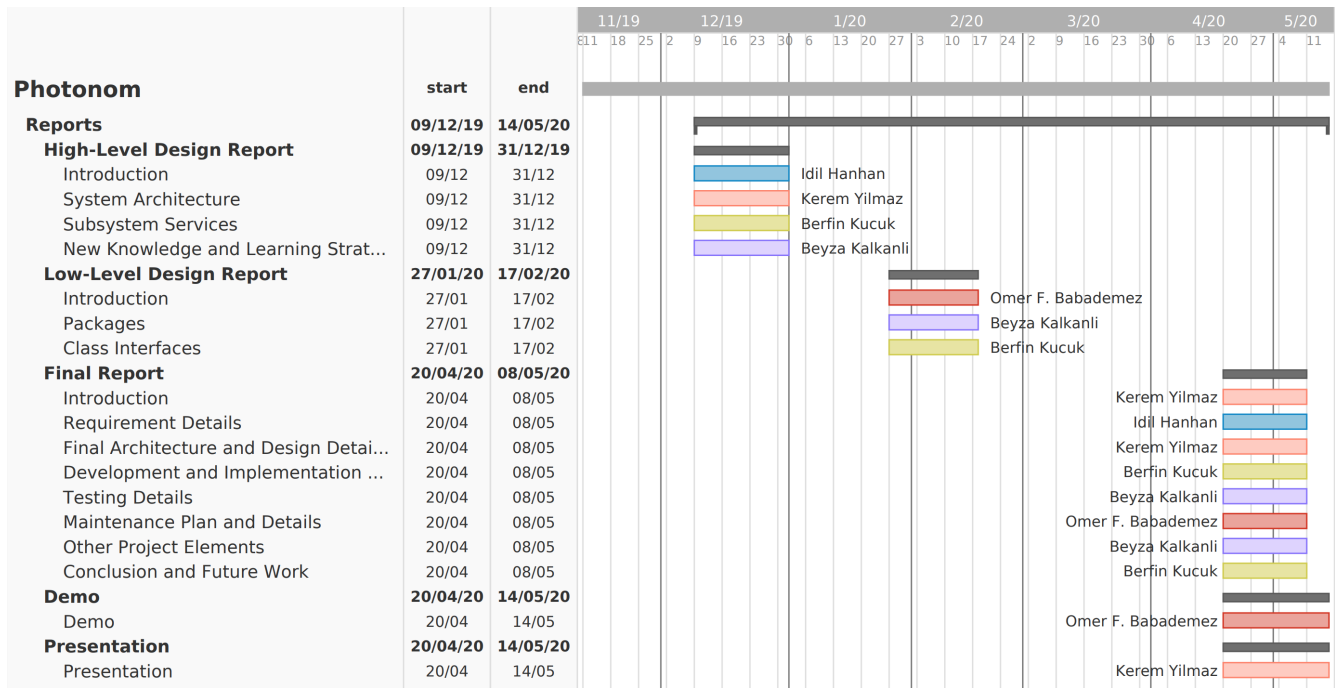 11/19 12/19 1/20 2/20 3/20 4/20 5/20
8 11 18 25 2 9 16 23 30 6 13 20 27 3 10 17 24 2 9 16 23 30 6 13 20 27 4 11
Photonom start end
Reports 09/12/19 14/05/20
High-Level Design Report 09/12/19 31/12/19
Introduction 09/12 31/12 Idil Hanhan
System Architecture 09/12 31/12 Kerem Yilmaz
Subsystem Services 09/12 31/12 Berfin Kucuk
New Knowledge and Learning Strat... 09/12 31/12 Beyza Kalkanli
Low-Level Design Report 27/01/20 17/02/20
Introduction 27/01 17/02 Omer F. Babademez
Packages 27/01 17/02 Beyza Kalkanli
Class Interfaces 27/01 17/02 Berfin Kucuk
Final Report 20/04/20 08/05/20
Introduction 20/04 08/05 Kerem Yilmaz
Requirement Details 20/04 08/05 Idil Hanhan
Final Architecture and Design Detai... 20/04 08/05 Kerem Yilmaz
Development and Implementation ... 20/04 08/05 Berfin Kucuk
Testing Details 20/04 08/05 Beyza Kalkanli
Maintenance Plan and Details 20/04 08/05 Omer F. Babademez
Other Project Elements 20/04 08/05 Beyza Kalkanli
Conclusion and Future Work 20/04 08/05 Berfin Kucuk
Demo 20/04/20 14/05/20
Demo 20/04 14/05 Omer F. Babademez
Presentation 20/04/20 14/05/20
Presentation 20/04 14/05 Kerem Yilmaz